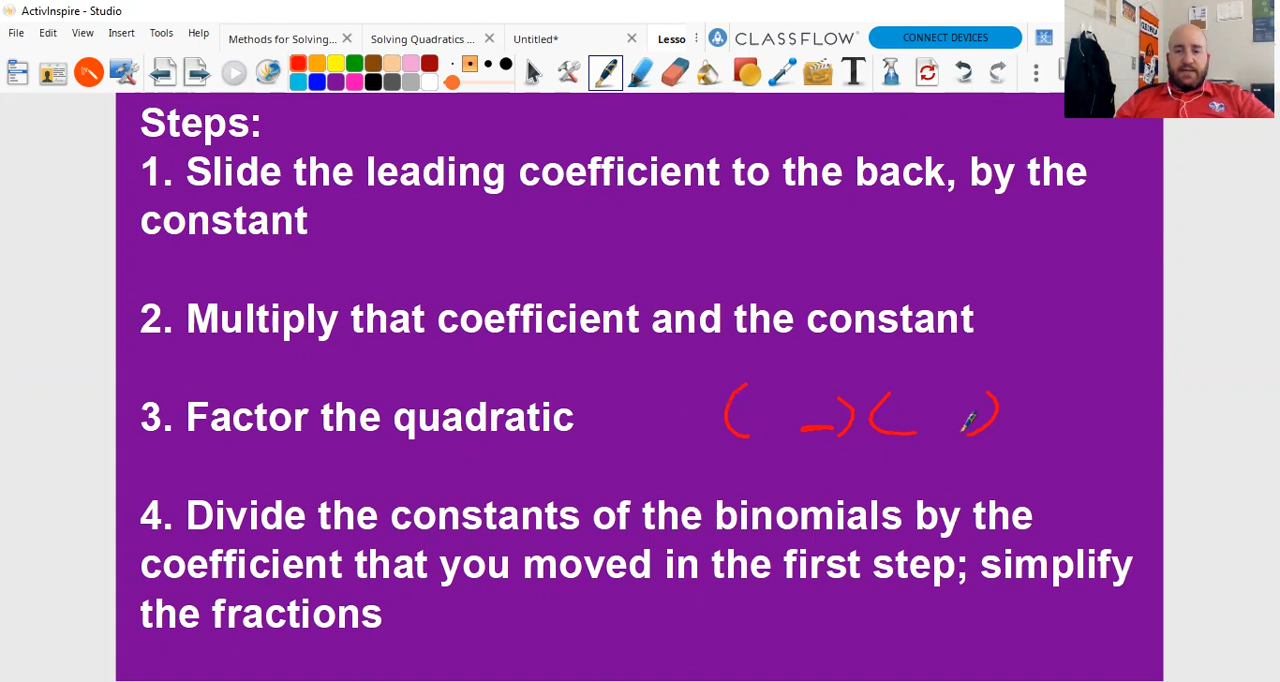 ActivInspire - Studio
File Edit View Insert Tools Help
Methods for Solving... Solving Quadratics ... Untitled* Lesso
CLASSFLOW
CONNECT DEVICES
Steps:
1. Slide the leading coefficient to the back, by the
constant
2. Multiply that coefficient and the constant
3. Factor the quadratic ( _)( )
4. Divide the constants of the binomials by the
coefficient that you moved in the first step; simplify
the fractions